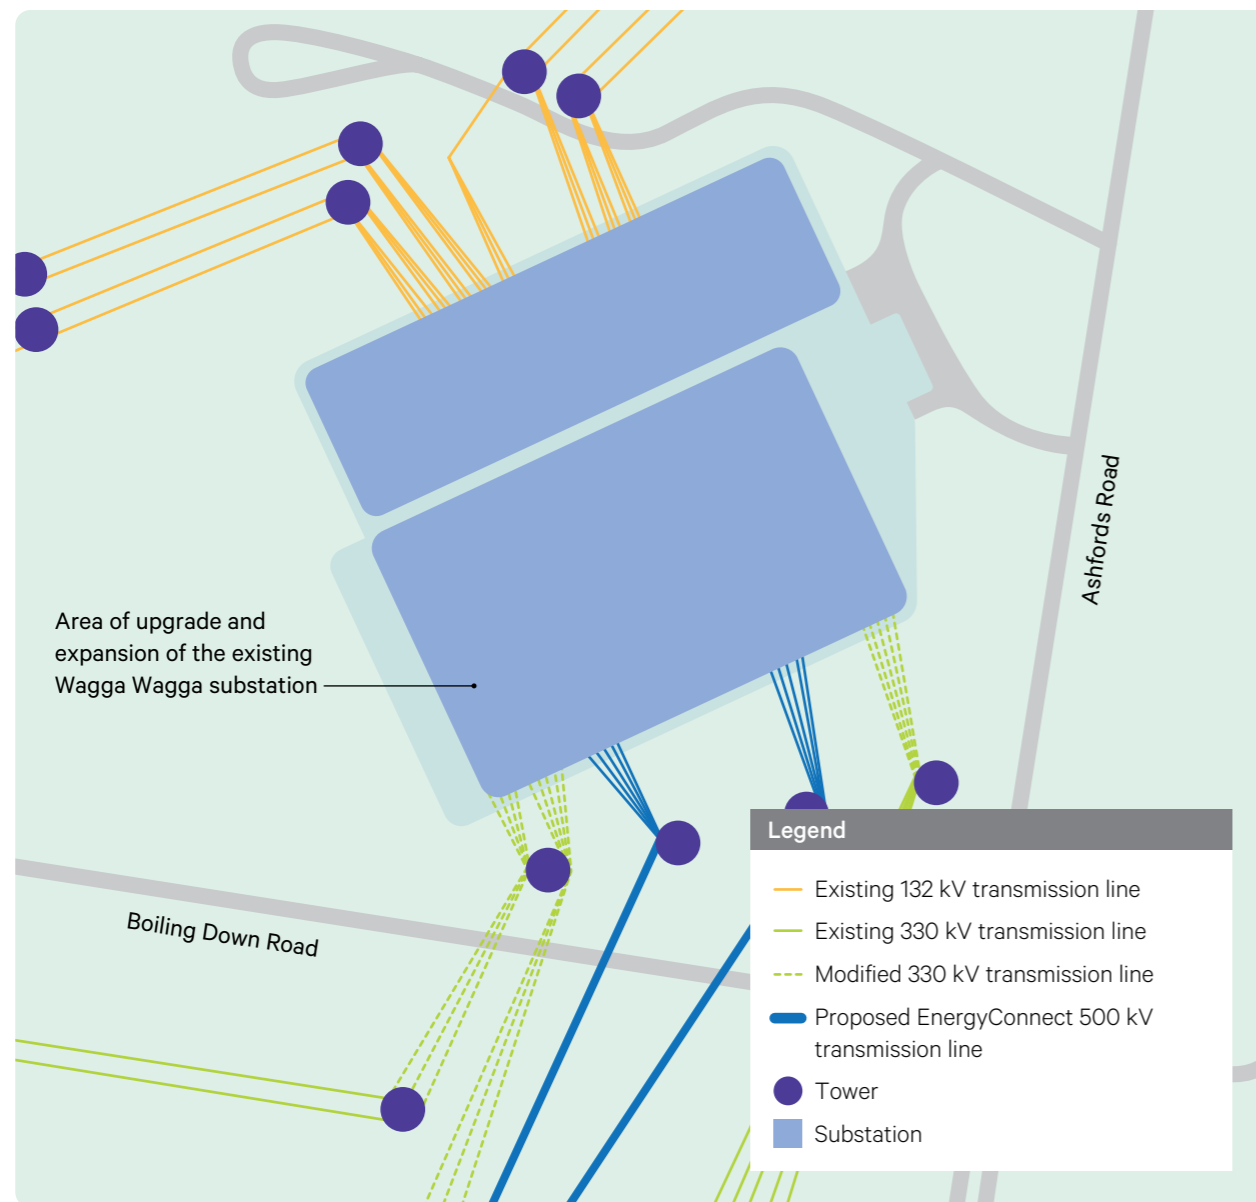 Area of upgrade and
expansion of the existing
Wagga Wagga substation
Ashfords Road
Boiling Down Road
Legend
Existing 132 kV transmission line
Existing 330 kV transmission line
Modified 330 kV transmission line
Proposed EnergyConnect 500 kV
transmission line
Tower
Substation